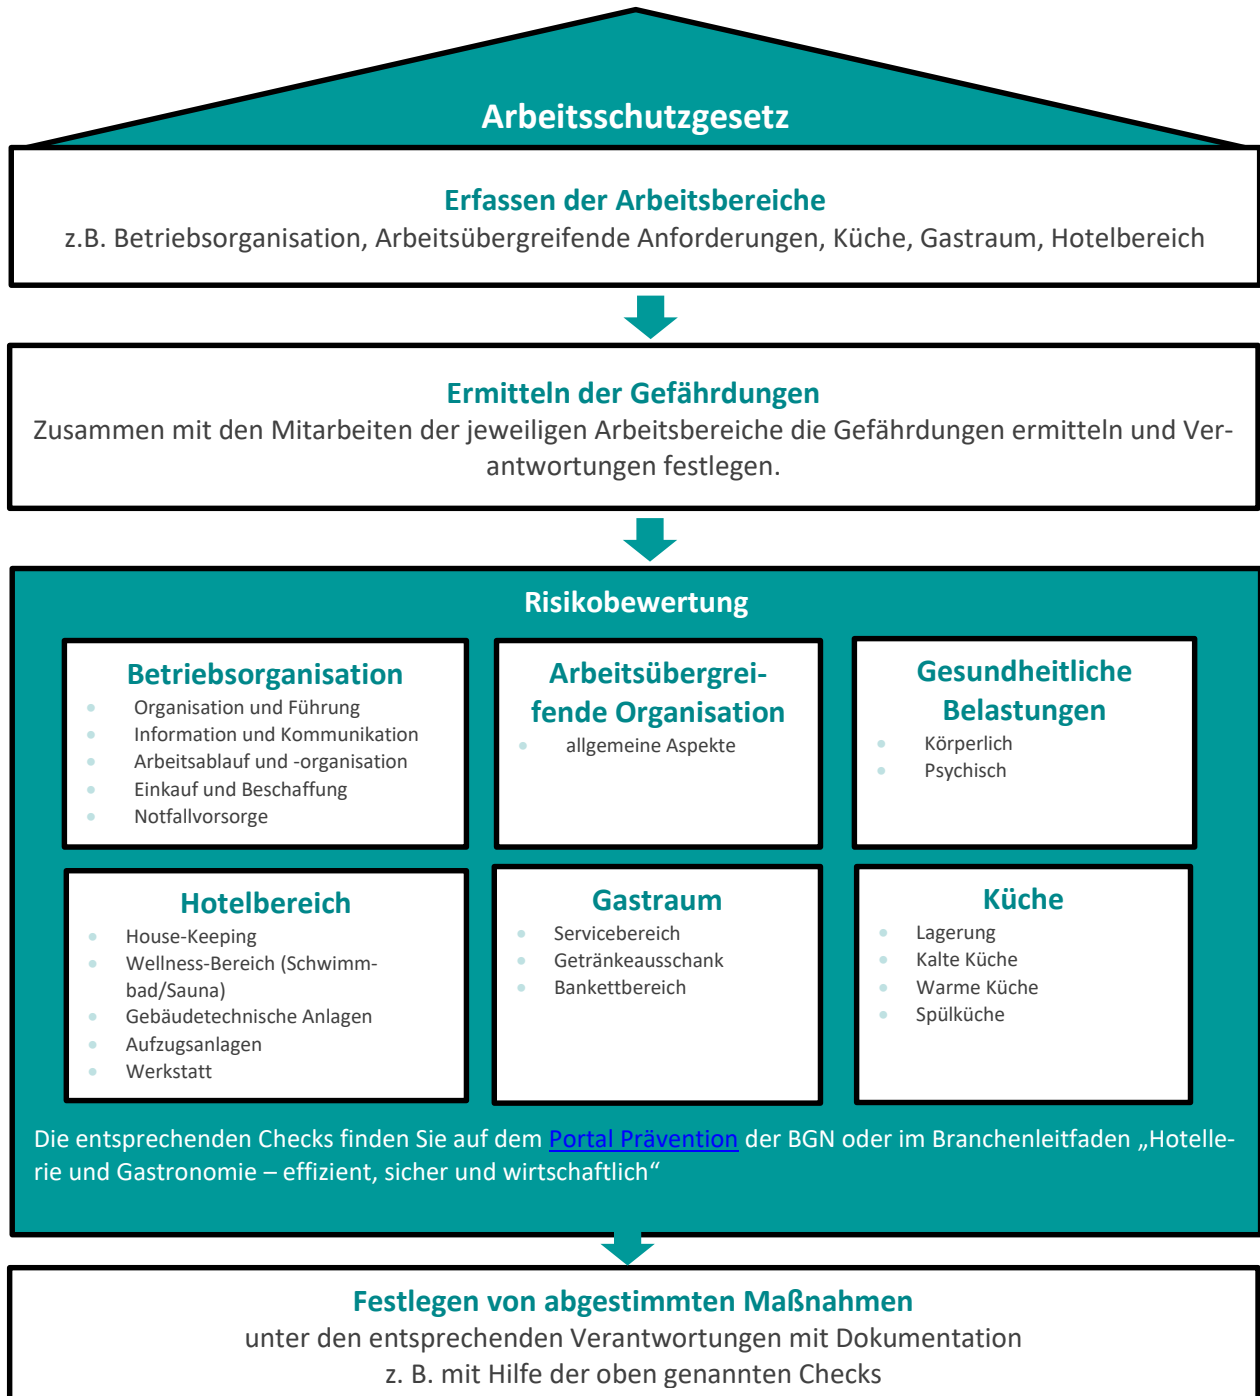 Arbeitsschutzgesetz
Erfassen der Arbeitsbereiche
z.B. Betriebsorganisation, Arbeitsübergreifende Anforderungen, Küche, Gastraum, Hotelbereich
Ermitteln der Gefährdungen
Zusammen mit den Mitarbeiten der jeweiligen Arbeitsbereiche die Gefährdungen ermitteln und Ver-
antwortungen festlegen.
Risikobewertung
Betriebsorganisation
Organisation und Führung
Information und Kommunikation
Arbeitsablauf und -organisation
Einkauf und Beschaffung
Notfallvorsorge
Arbeitsübergrei-
fende Organisation
allgemeine Aspekte
Gesundheitliche
Belastungen
Körperlich
Psychisch
Hotelbereich
House-Keeping
Wellness-Bereich (Schwimm-
bad/Sauna)
Gebäudetechnische Anlagen
Aufzugsanlagen
Werkstatt
Gastraum
Servicebereich
Getränkeausschank
Bankettbereich
Küche
Lagerung
Kalte Küche
Warme Küche
Spülküche
Die entsprechenden Checks finden Sie auf dem Portal Prävention der BGN oder im Branchenleitfaden „Hotelle-
rie und Gastronomie – effizient, sicher und wirtschaftlich“
Festlegen von abgestimmten Maßnahmen
unter den entsprechenden Verantwortungen mit Dokumentation
z. B. mit Hilfe der oben genannten Checks